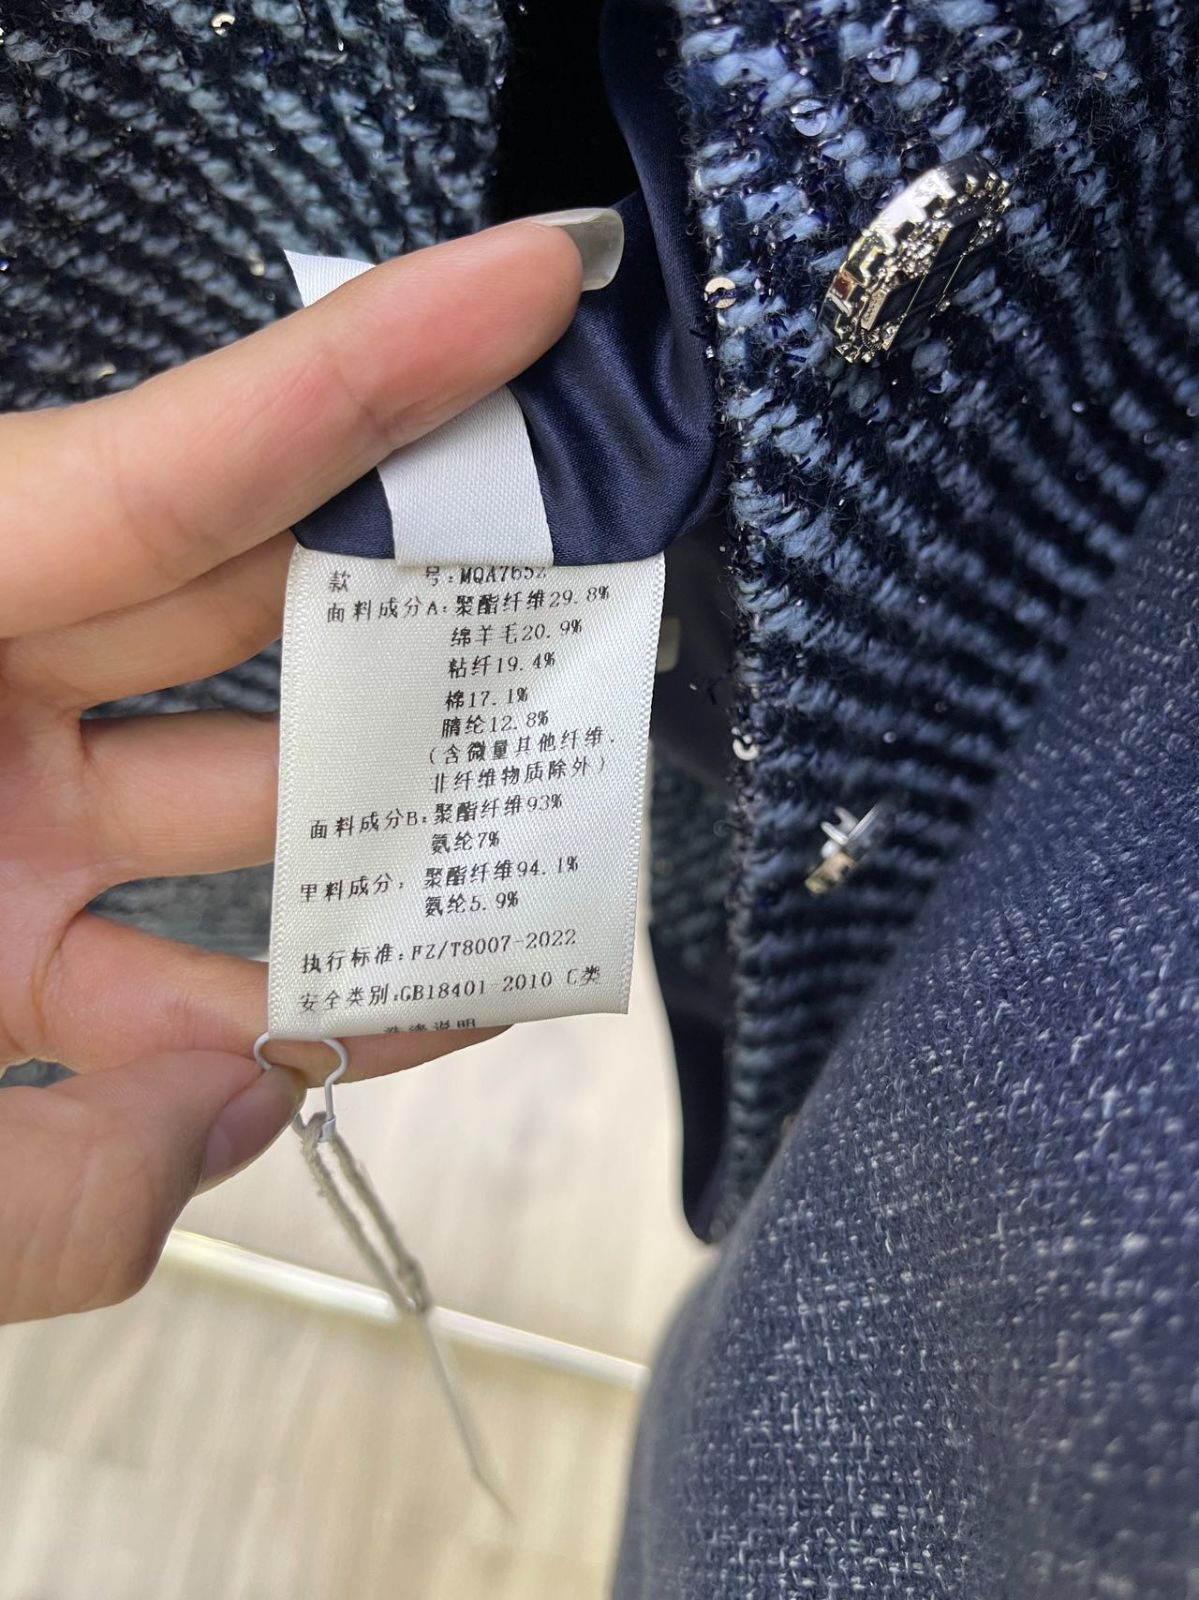 款 号:MQA7652
面料成分A:聚酯纤维29.8%
绵羊毛20.9%
粘纤19.4%
棉17.1%
腈纶12.8%
(含微量其他纤维.
非纤维物质除外)
面料成分B:聚酯纤维93%
氨纶7%
里料成分: 聚酯纤维94.1%
氨纶5.9%
执行标准:FZ/T8007-2022
安全类别:GB18401 2010 C类
洗涤说明